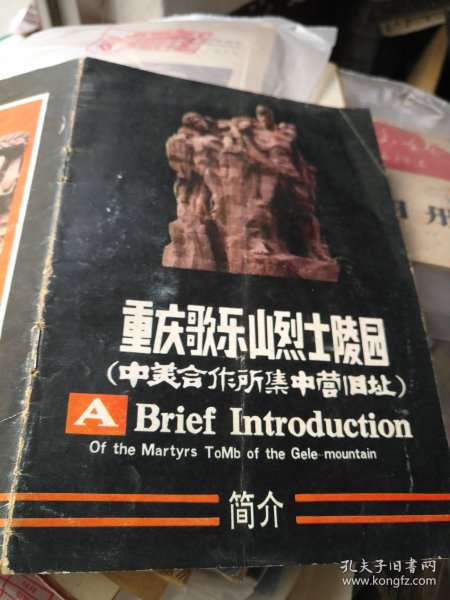 重庆歌乐山烈士陵园
(中美合作所集中营旧址)
A Brief Introduction
Of the Martyrs ToMb of the Gele mountain
简介
孔夫子旧书网
www.kongfz.com